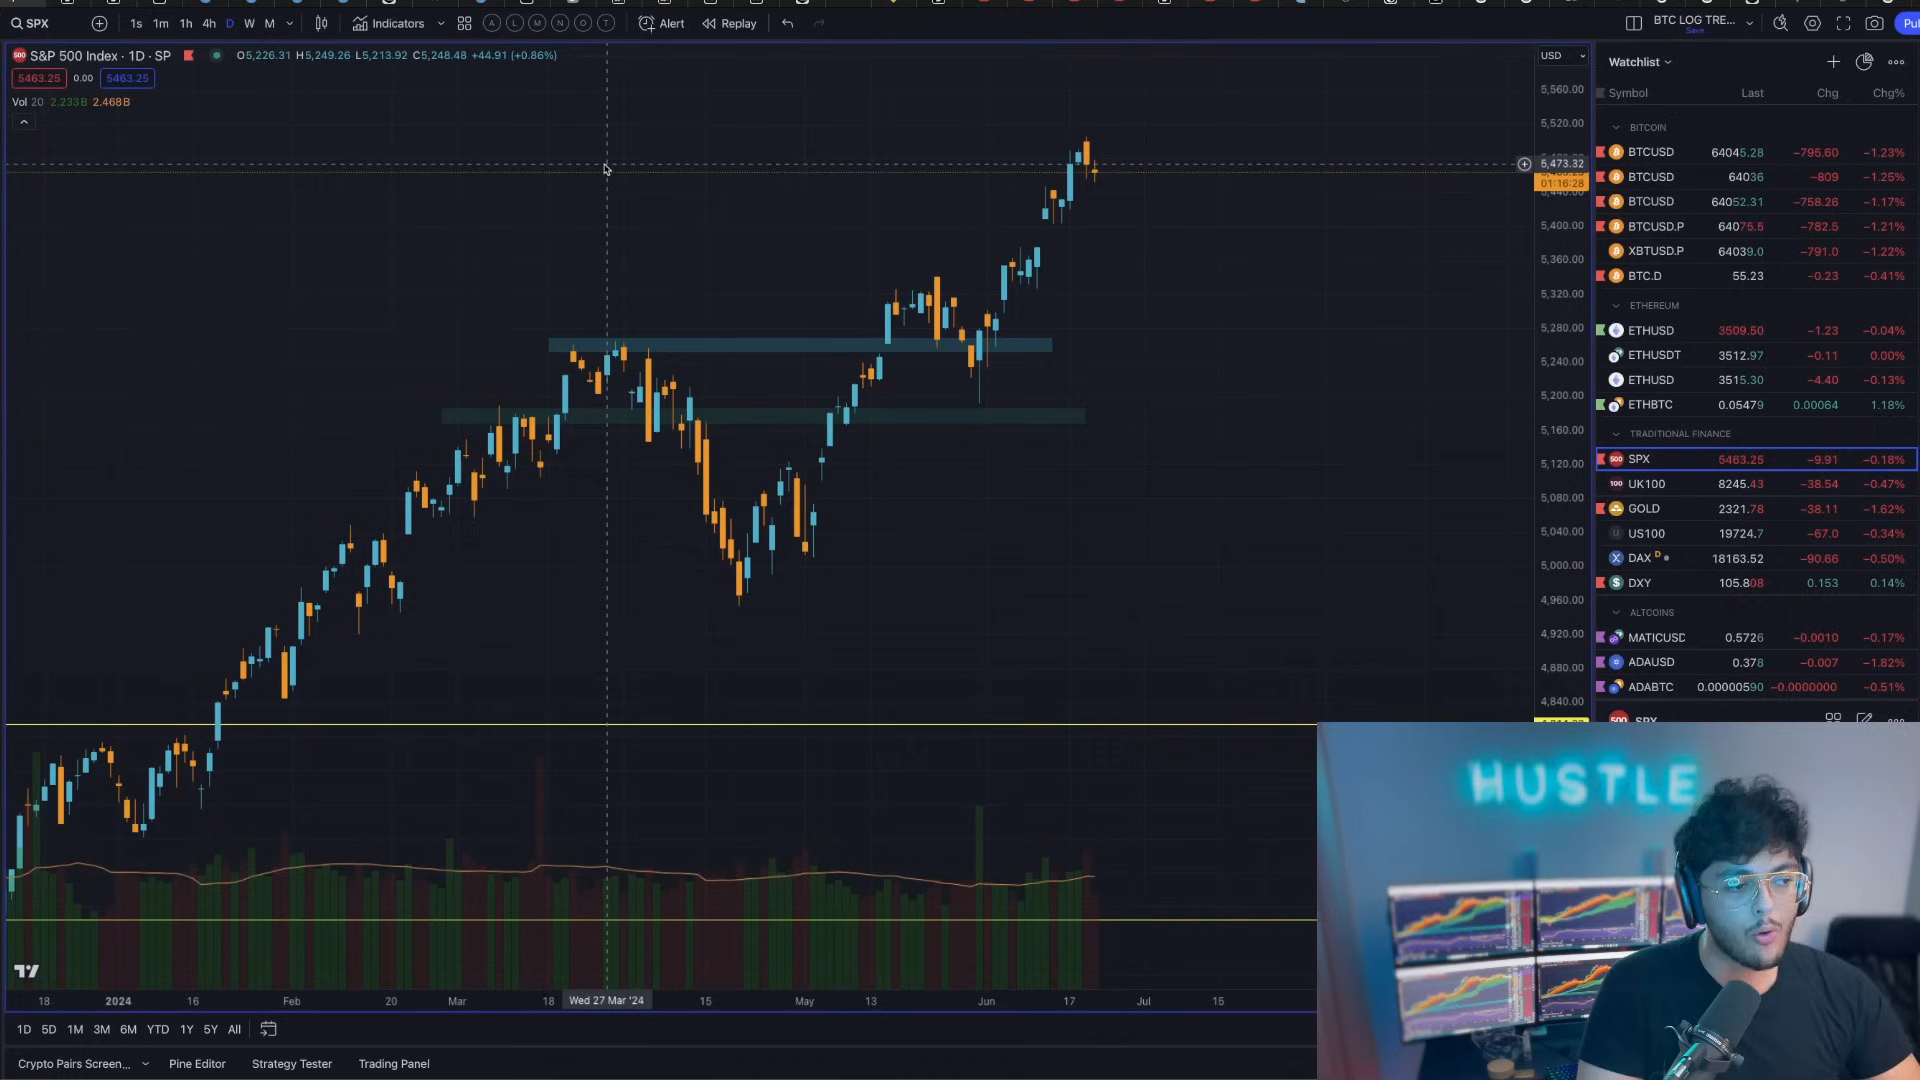 SPX 1s 1m 1h 4h D W M Indicators A L M N O T Alert Replay BTC LOG TRE... Save Pu
500 S&P 500 Index · 1D · SP O5,226.31 H5,249.26 L5,213.92 C5,248.48 +44.91 (+0.86%) USD
5463.25 0.00 5463.25
Vol 20 2.233B 2.468B
5,560.00
5,520.00
5,473.32
01:16:28
5,440.00
5,400.00
5,360.00
5,320.00
5,280.00
5,240.00
5,200.00
5,160.00
5,120.00
5,080.00
5,040.00
5,000.00
4,960.00
4,920.00
4,880.00
4,840.00
18 2024 16 Feb 20 Mar 18 Wed 27 Mar '24 15 May 13 Jun 17 Jul 15
1D 5D 1M 3M 6M YTD 1Y 5Y All
Crypto Pairs Screen... Pine Editor Strategy Tester Trading Panel
Watchlist
Symbol Last Chg Chg%
BITCOIN
BTCUSD 64045.28 −795.60 −1.23%
BTCUSD 64036 −809 −1.25%
BTCUSD 64052.31 −758.26 −1.17%
BTCUSD.P 64075.5 −782.5 −1.21%
XBTUSD.P 64039.0 −791.0 −1.22%
BTC.D 55.23 −0.23 −0.41%
ETHEREUM
ETHUSD 3509.50 −1.23 −0.04%
ETHUSDT 3512.97 −0.11 0.00%
ETHUSD 3515.30 −4.40 −0.13%
ETHBTC 0.05479 0.00064 1.18%
TRADITIONAL FINANCE
500 SPX 5463.25 −9.91 −0.18%
100 UK100 8245.43 −38.54 −0.47%
GOLD 2321.78 −38.11 −1.62%
US100 19724.7 −67.0 −0.34%
DAX D 18163.52 −90.66 −0.50%
DXY 105.808 0.153 0.14%
ALTCOINS
MATICUSD 0.5726 −0.0010 −0.17%
ADAUSD 0.378 −0.007 −1.82%
ADABTC 0.00000590 −0.0000000 −0.51%
500 SPX
HUSTLE